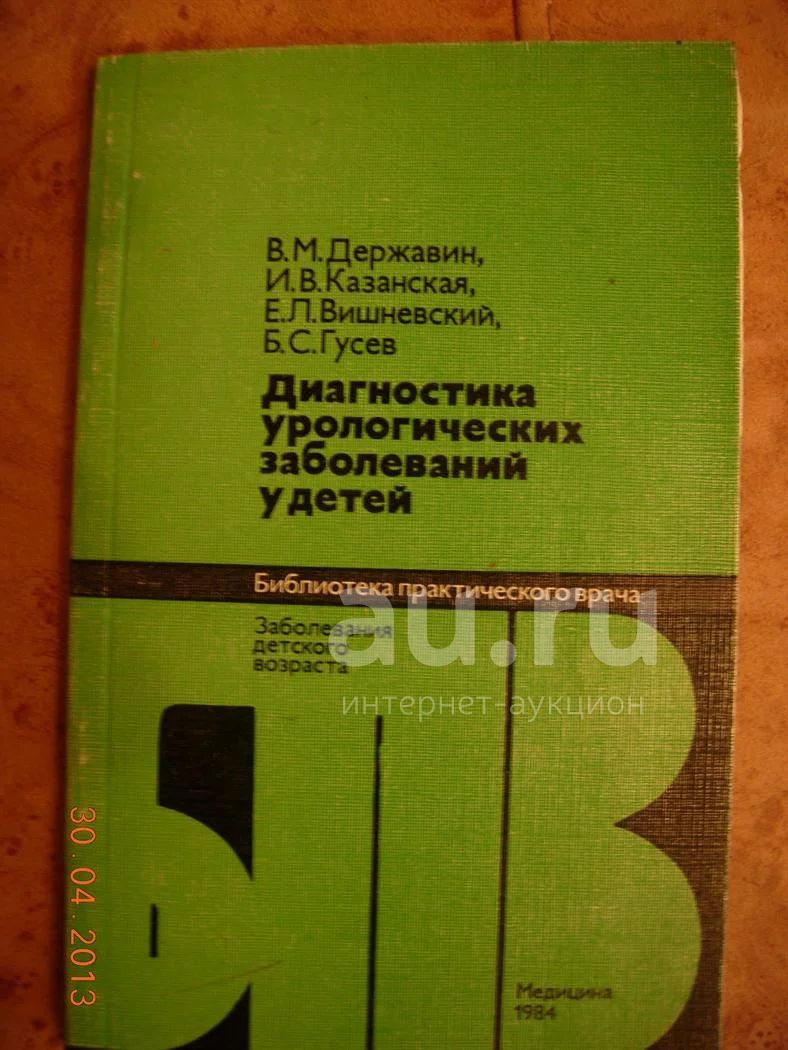 В.М.Державин,
И.В.Казанская,
Е.Л.Вишневский,
Б.С.Гусев
Диагностика
урологических
заболеваний
у детей
Библиотека практического врача
Заболевания
детского
возраста
au.ru
интернет-аукцион
БПВ
Медицина
1984
30.04.2013